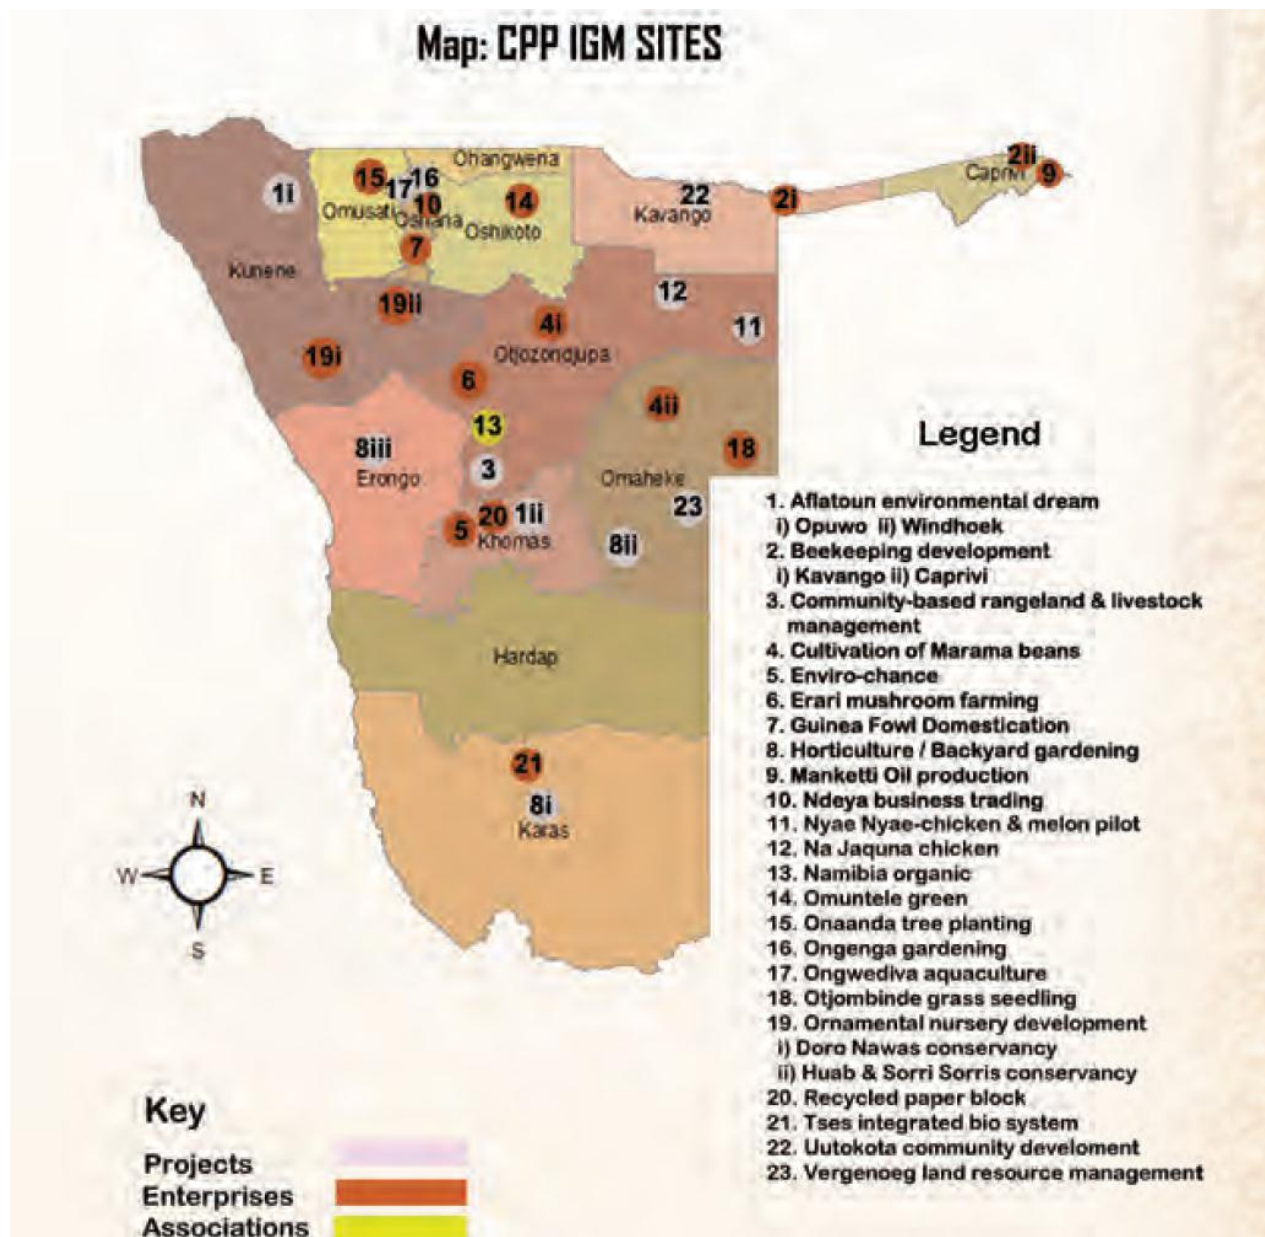 Map: CPP IGM SITES
Ohangwena
2ii
15
16
Caprivi
9
17
1i
22
2i
10
14
Omusati
Oshana
Kavango
Oshikoto
7
Kunene
12
19ii
4i
11
19i
Otjozondjupa
6
4ii
13
8iii
18
3
Erongo
Omaheke
23
20
1ii
5
Khomas
8ii
Hardap
21
8i
Karas
N
W
E
S
Legend
1. Aflatoun environmental dream
i) Opuwo ii) Windhoek
2. Beekeeping development
i) Kavango ii) Caprivi
3. Community-based rangeland & livestock
management
4. Cultivation of Marama beans
5. Enviro-chance
6. Erari mushroom farming
7. Guinea Fowl Domestication
8. Horticulture / Backyard gardening
9. Manketti Oil production
10. Ndeya business trading
11. Nyae Nyae-chicken & melon pilot
12. Na Jaquna chicken
13. Namibia organic
14. Omuntele green
15. Onaanda tree planting
16. Ongenga gardening
17. Ongwediva aquaculture
18. Otjombinde grass seedling
19. Ornamental nursery development
i) Doro Nawas conservancy
ii) Huab & Sorri Sorris conservancy
20. Recycled paper block
21. Tses integrated bio system
22. Uutokota community develoment
23. Vergenoeg land resource management
Key
Projects
Enterprises
Associations